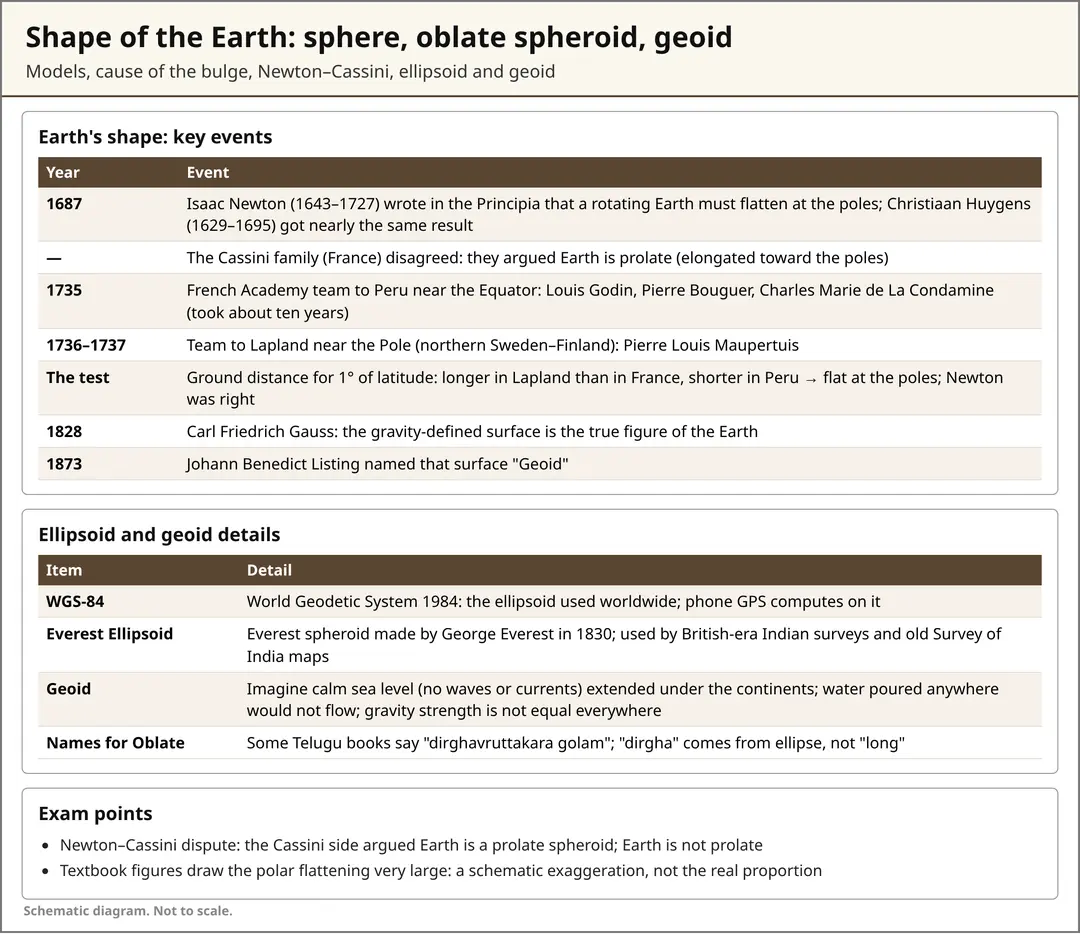 Shape of the Earth: sphere, oblate spheroid, geoid
Models, cause of the bulge, Newton–Cassini, ellipsoid and geoid
Earth's shape: key events
Year Event
1687 Isaac Newton (1643–1727) wrote in the Principia that a rotating Earth must flatten at the poles; Christiaan Huygens
(1629–1695) got nearly the same result
— The Cassini family (France) disagreed: they argued Earth is prolate (elongated toward the poles)
1735 French Academy team to Peru near the Equator: Louis Godin, Pierre Bouguer, Charles Marie de La Condamine
(took about ten years)
1736–1737 Team to Lapland near the Pole (northern Sweden–Finland): Pierre Louis Maupertuis
The test Ground distance for 1° of latitude: longer in Lapland than in France, shorter in Peru → flat at the poles; Newton
was right
1828 Carl Friedrich Gauss: the gravity-defined surface is the true figure of the Earth
1873 Johann Benedict Listing named that surface "Geoid"
Ellipsoid and geoid details
Item Detail
WGS-84 World Geodetic System 1984: the ellipsoid used worldwide; phone GPS computes on it
Everest Ellipsoid Everest spheroid made by George Everest in 1830; used by British-era Indian surveys and old Survey of
India maps
Geoid Imagine calm sea level (no waves or currents) extended under the continents; water poured anywhere
would not flow; gravity strength is not equal everywhere
Names for Oblate Some Telugu books say "dirghavruttakara golam"; "dirgha" comes from ellipse, not "long"
Exam points
• Newton–Cassini dispute: the Cassini side argued Earth is a prolate spheroid; Earth is not prolate
• Textbook figures draw the polar flattening very large: a schematic exaggeration, not the real proportion
Schematic diagram. Not to scale.